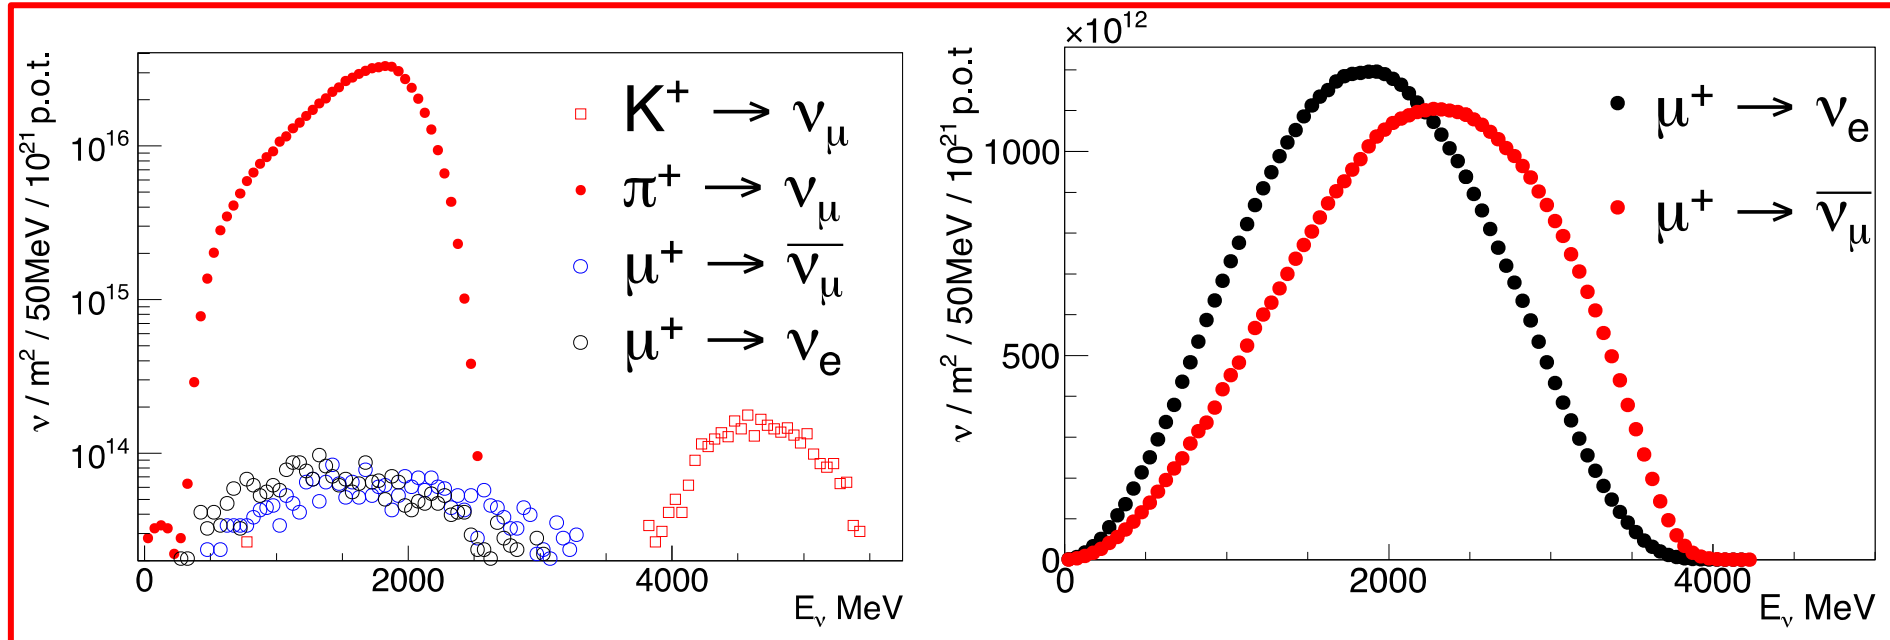 ν / m² / 50MeV / 10²¹ p.o.t
10¹⁶
10¹⁵
10¹⁴
K⁺ → ν_μ
π⁺ → ν_μ
μ⁺ → ν̅_μ̅
μ⁺ → ν_e
0 2000 4000
E_ν MeV
×10¹²
ν / m² / 50MeV / 10²¹ p.o.t
1000
500
0
μ⁺ → ν_e
μ⁺ → ν̅_μ̅
0 2000 4000
E_ν MeV